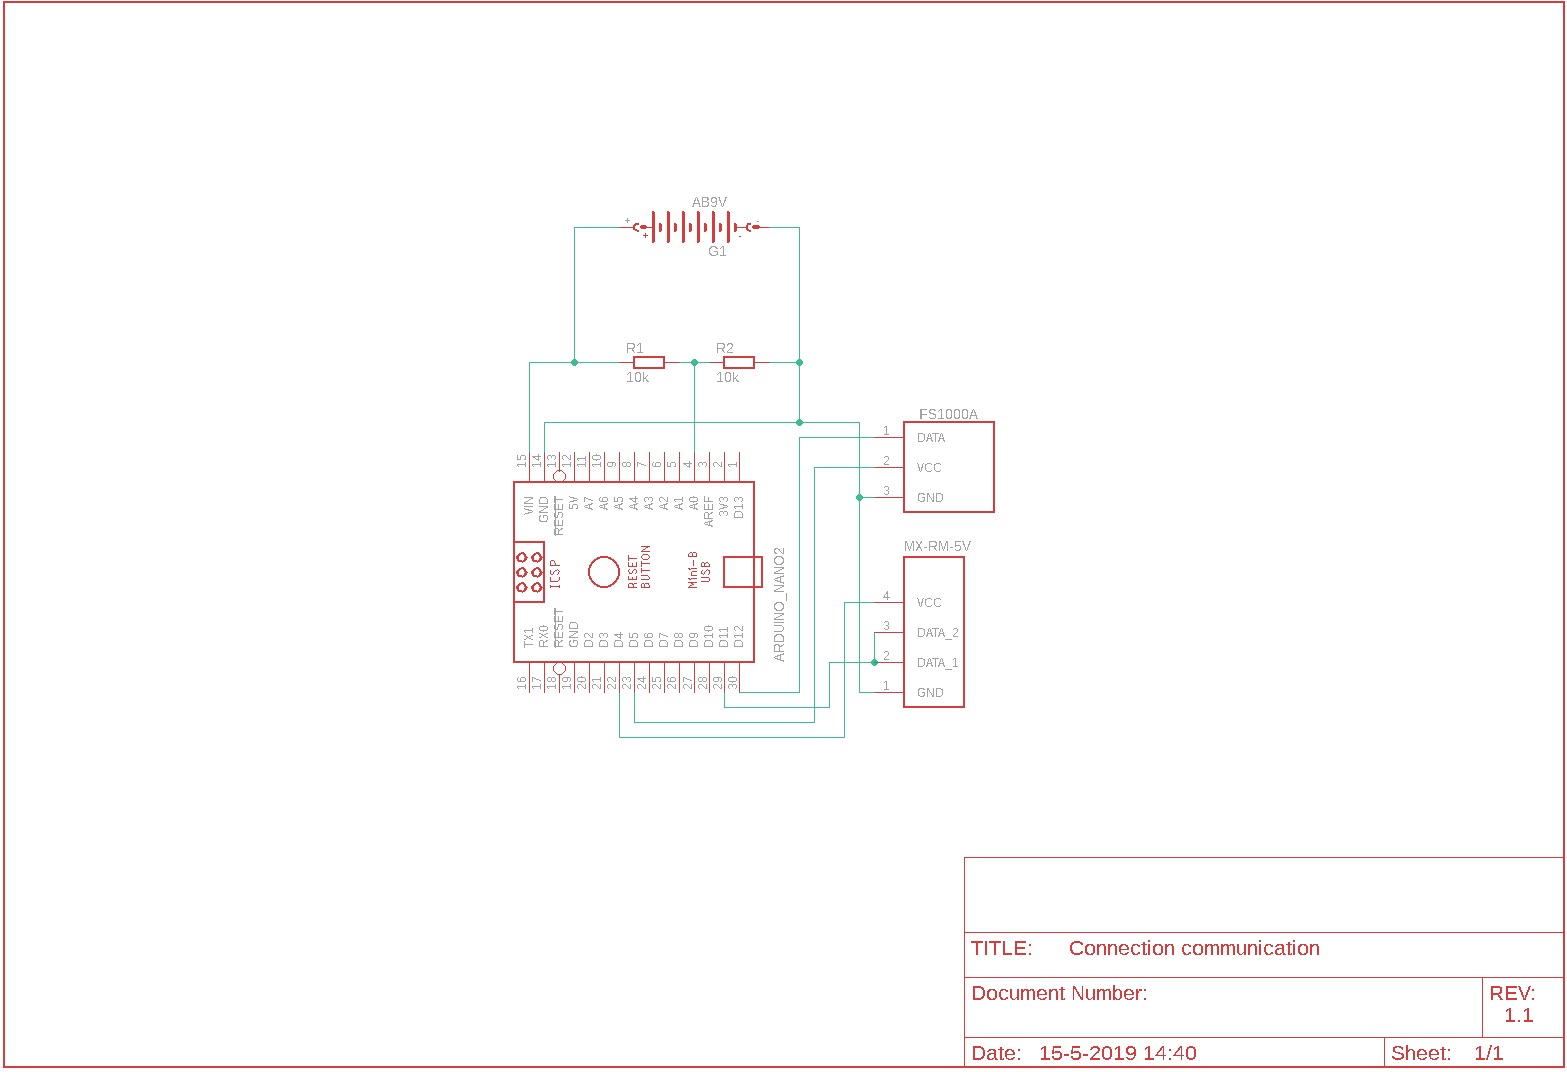 AB9V
+ -
+ -
G1
R1 R2
10k 10k
FS1000A
1 DATA
2 VCC
3 GND
15 14 13 12 11 10 9 8 7 6 5 4 3 2 1
VIN GND RESET 5V A7 A6 A5 A4 A3 A2 A1 A0 AREF 3V3 D13
ICSP
RESET
BUTTON
Mini-B
USB
ARDUINO_NANO2
TX1 RX0 RESET GND D2 D3 D4 D5 D6 D7 D8 D9 D10 D11 D12
16 17 18 19 20 21 22 23 24 25 26 27 28 29 30
MX-RM-5V
4 VCC
3 DATA_2
2 DATA_1
1 GND
TITLE: Connection communication
Document Number:
REV:
1.1
Date: 15-5-2019 14:40
Sheet: 1/1